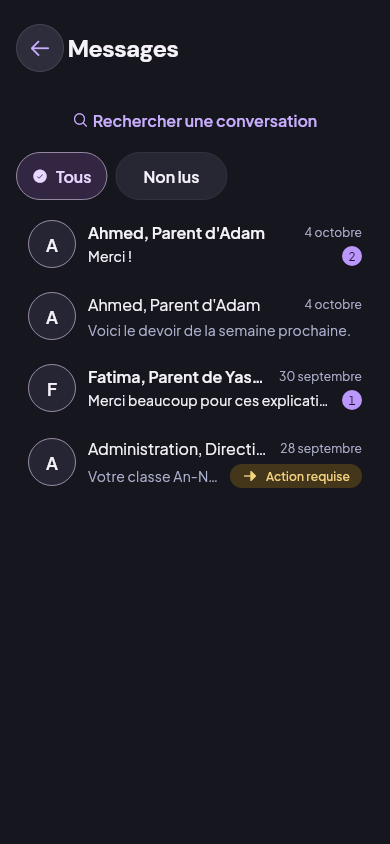 Messages
Rechercher une conversation
Tous
Non lus
A
Ahmed, Parent d'Adam
4 octobre
Merci !
2
A
Ahmed, Parent d'Adam
4 octobre
Voici le devoir de la semaine prochaine.
F
Fatima, Parent de Yas...
30 septembre
Merci beaucoup pour ces explicati...
1
A
Administration, Directi...
28 septembre
Votre classe An-N...
Action requise